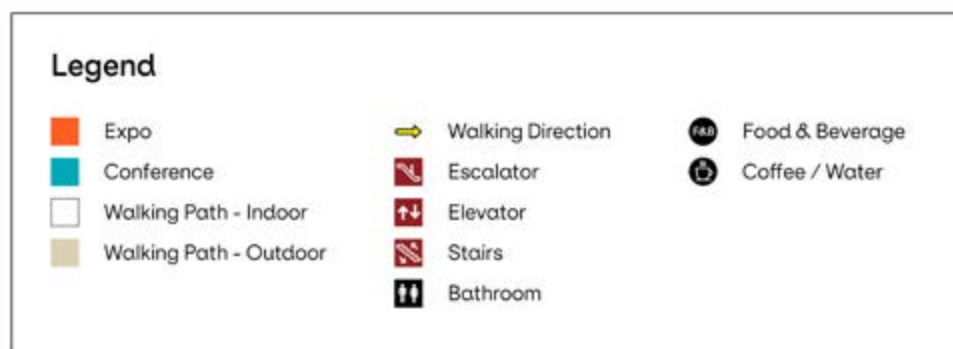 Legend
Expo
Conference
Walking Path - Indoor
Walking Path - Outdoor
Walking Direction
Escalator
Elevator
Stairs
Bathroom
F&B Food & Beverage
Coffee / Water